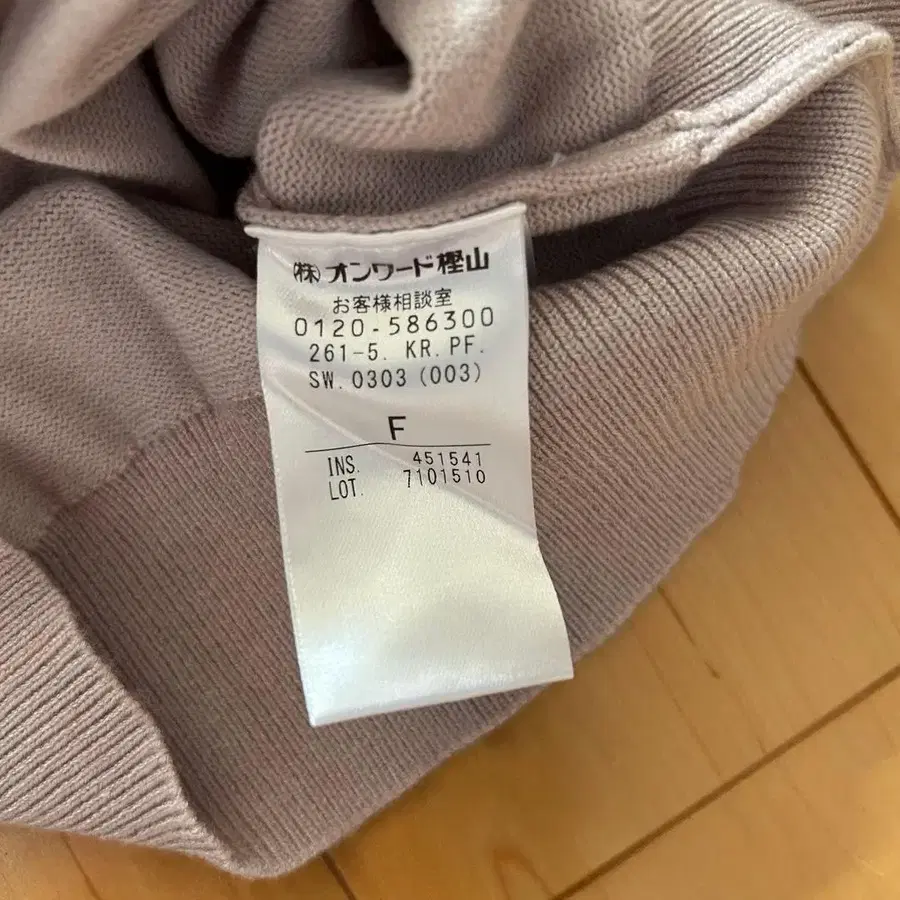 ㈱オンワード樫山
お客様相談室
0120-586300
261-5. KR. PF.
SW. 0303 (003)
F
INS. 451541
LOT. 7101510